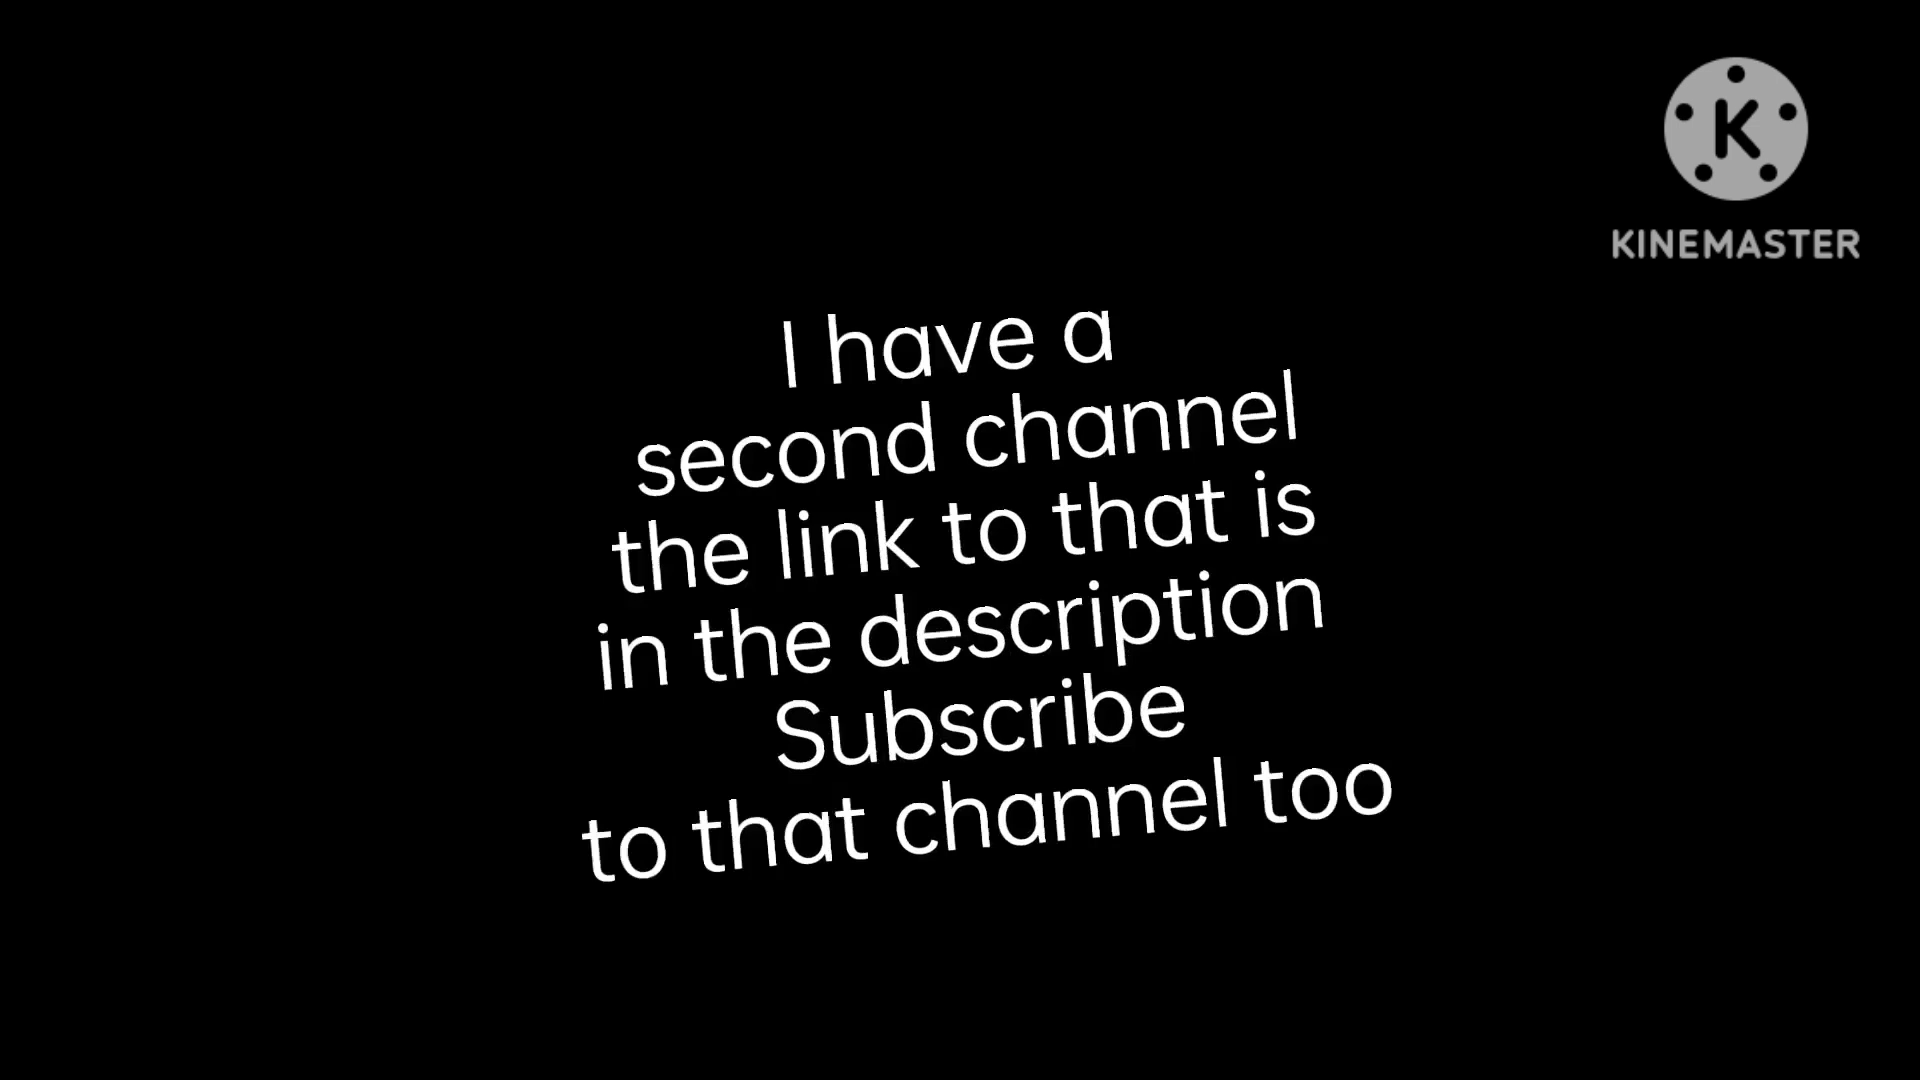 K
KINEMASTER
I have a
second channel
the link to that is
in the description
Subscribe
to that channel too